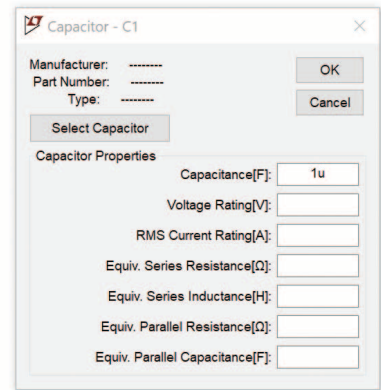 Capacitor - C1
Manufacturer: --------
Part Number: --------
Type: --------
OK
Cancel
Select Capacitor
Capacitor Properties
Capacitance[F]: 1u
Voltage Rating[V]:
RMS Current Rating[A]:
Equiv. Series Resistance[Ω]:
Equiv. Series Inductance[H]:
Equiv. Parallel Resistance[Ω]:
Equiv. Parallel Capacitance[F]: